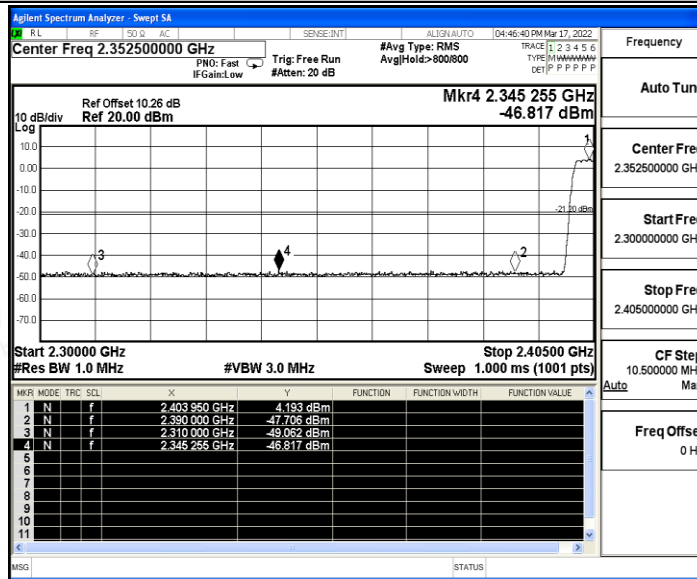 Agilent Spectrum Analyzer - Swept SA
RL RF 50 Ω AC SENSE:INT ALIGN AUTO 04:46:40 PM Mar 17, 2022
Center Freq 2.352500000 GHz
#Avg Type: RMS
TRACE 1 2 3 4 5 6
PNO: Fast Trig: Free Run Avg|Hold:>800/800
TYPE M
IFGain:Low #Atten: 20 dB
DET P P P P P P
Mkr4 2.345 255 GHz
Ref Offset 10.26 dB
10 dB/div Ref 20.00 dBm -46.817 dBm
Log
1
10.0
0.00
-10.0
-20.0
-21.20 dBm
-30.0
-40.0
3 4 2
-50.0
-60.0
-70.0
Start 2.30000 GHz Stop 2.40500 GHz
#Res BW 1.0 MHz #VBW 3.0 MHz Sweep 1.000 ms (1001 pts)
MKR MODE TRC SCL X Y FUNCTION FUNCTION WIDTH FUNCTION VALUE
1 N f 2.403 950 GHz 4.193 dBm
2 N f 2.390 000 GHz -47.706 dBm
3 N f 2.310 000 GHz -49.062 dBm
4 N f 2.345 255 GHz -46.817 dBm
5
6
7
8
9
10
11
MSG STATUS
Frequency
Auto Tun
Center Fre
2.352500000 GH
Start Fre
2.300000000 GH
Stop Fre
2.405000000 GH
CF Step
10.500000 MH
Auto Ma
Freq Offse
0 H